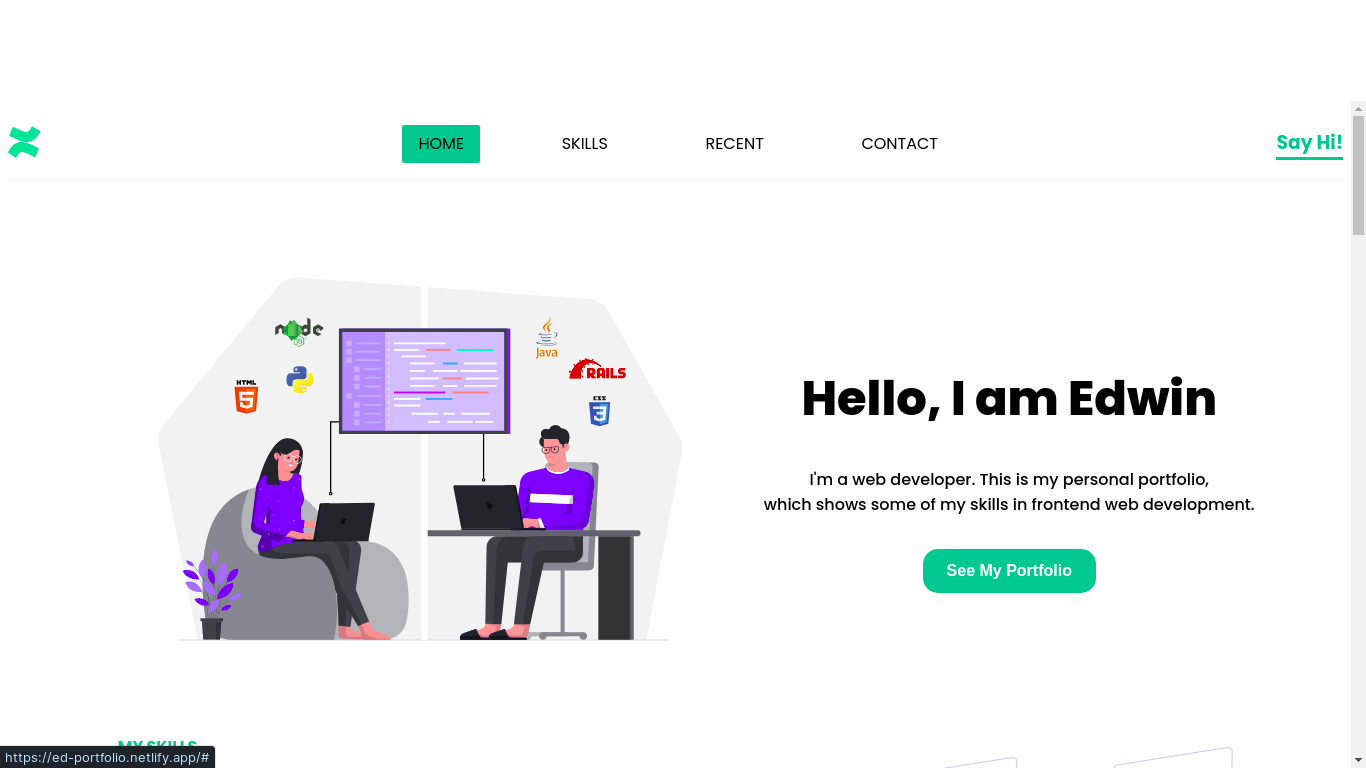 HOME
SKILLS
RECENT
CONTACT
Say Hi!
node
JS
Java
RAILS
HTML
5
CSS
3
Hello, I am Edwin
I'm a web developer. This is my personal portfolio,
which shows some of my skills in frontend web development.
See My Portfolio
MY SKILLS
https://ed-portfolio.netlify.app/#